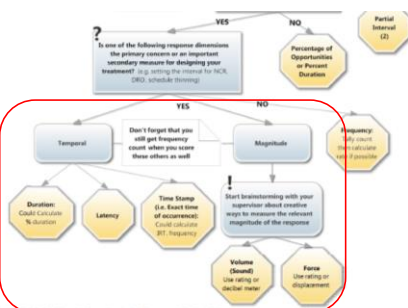 YES
NO
Partial
Interval
(2)
?
Is one of the following response dimensions
the primary concern or an important
secondary measure for designing your
treatment? (e.g. setting the interval for NCR,
DRO, schedule thinning)
Percentage of
Opportunities
or Percent
Duration
YES
NO
Temporal
Don't forget that you
still get frequency
count when you score
these others as well
Magnitude
Frequency:
Tally count
then calculate
rate if possible
Duration:
Could Calculate
% duration
Latency
Time Stamp
(i.e. Exact time
of occurrence):
Could calculate
IRT, frequency
!
Start brainstorming with your
supervisor about creative
ways to measure the relevant
magnitude of the response
Volume
(Sound)
Use rating or
decibel meter
Force
Use rating or
displacement